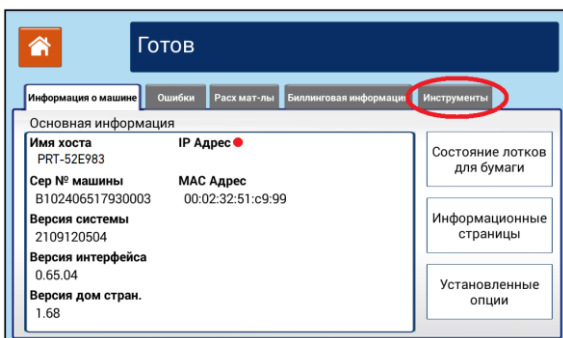 Готов
Информация о машине
Ошибки
Расх мат-лы
Биллинговая информаци
Инструменты
Основная информация
Имя хоста
IP Адрес
PRT-52E983
Сер № машины
MAC Адрес
B102406517930003
00:02:32:51:c9:99
Версия системы
2109120504
Версия интерфейса
0.65.04
Версия дом стран.
1.68
Состояние лотков
для бумаги
Информационные
страницы
Установленные
опции